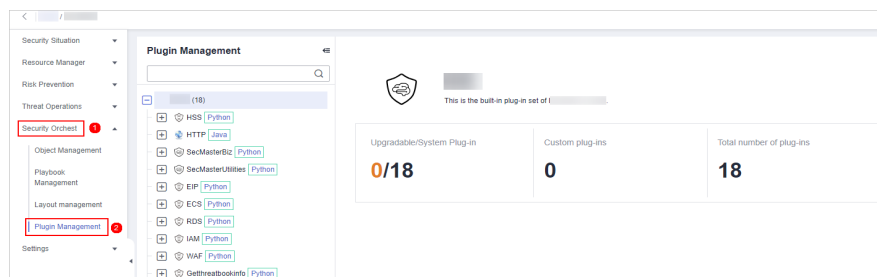 /
Security Situation
Resource Manager
Risk Prevention
Threat Operations
Security Orchest 1
Object Management
Playbook
Management
Layout management
Plugin Management 2
Settings
Plugin Management
(18)
HSS Python
HTTP Java
SecMasterBiz Python
SecMasterUtilities Python
EIP Python
ECS Python
RDS Python
IAM Python
WAF Python
Getthreatbookinfo Python
This is the built-in plug-in set of
Upgradable/System Plug-in
0/18
Custom plug-ins
0
Total number of plug-ins
18